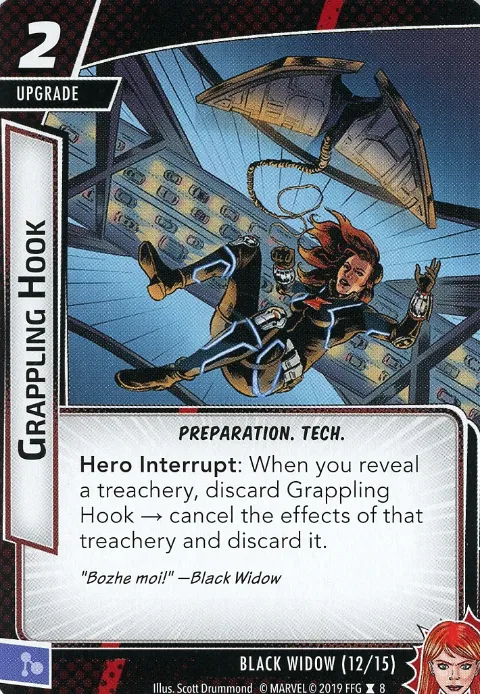 2
UPGRADE
GRAPPLING HOOK
PREPARATION. TECH.
Hero Interrupt: When you reveal
a treachery, discard Grappling
Hook → cancel the effects of that
treachery and discard it.
"Bozhe moi!" —Black Widow
BLACK WIDOW (12/15)
Illus. Scott Drummond © MARVEL © 2019 FFG 8